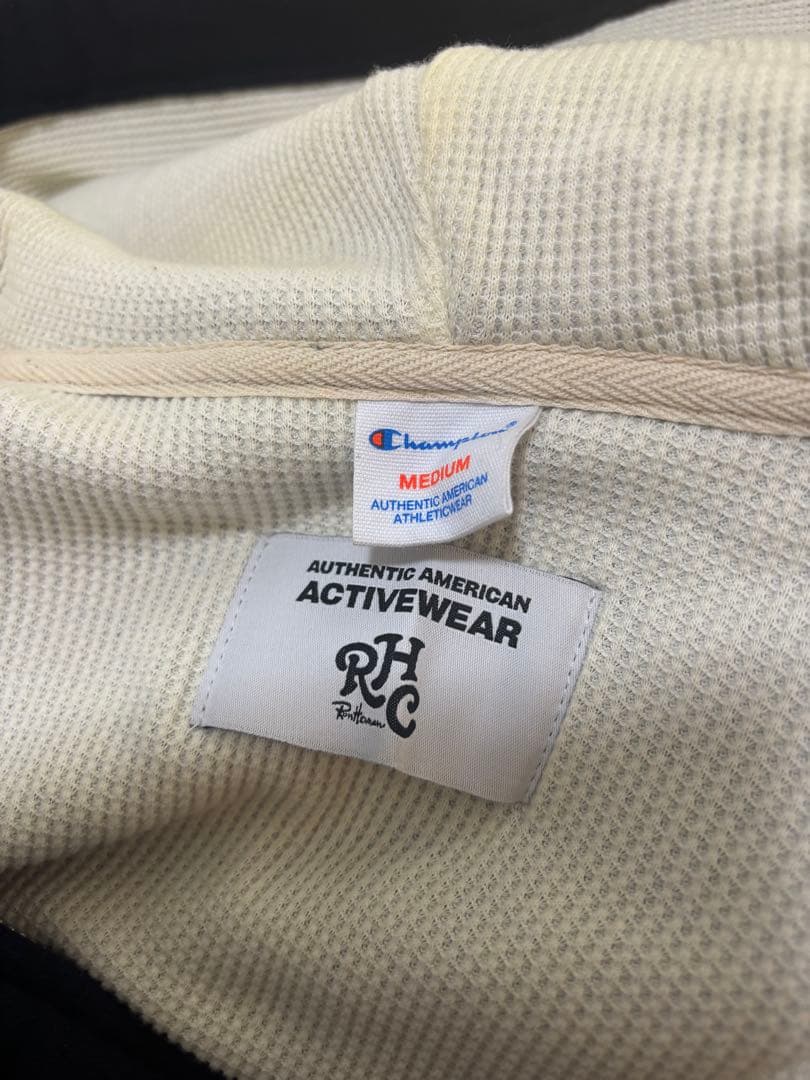 Champion®
MEDIUM
AUTHENTIC AMERICAN
ATHLETICWEAR
AUTHENTIC AMERICAN
ACTIVEWEAR
RHC
Ron Herman